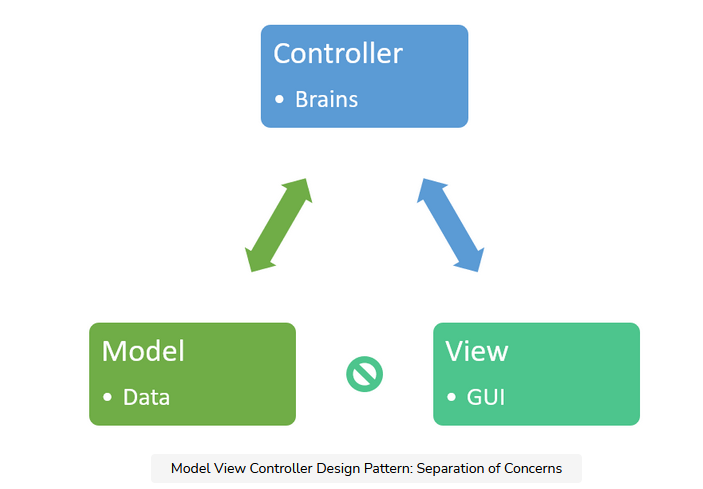 Controller
• Brains
Model
• Data
View
• GUI
Model View Controller Design Pattern: Separation of Concerns